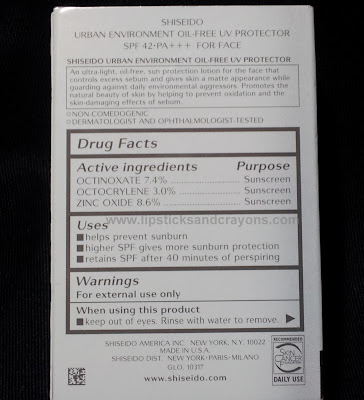 SHISEIDO
URBAN ENVIRONMENT OIL-FREE UV PROTECTOR
SPF 42•PA+++ FOR FACE
SHISEIDO URBAN ENVIRONMENT OIL-FREE UV PROTECTOR
An ultra-light, oil-free, sun protection lotion for the face that
controls excess sebum and gives skin a matte appearance while
guarding against daily environmental aggressors. Promotes the
natural beauty of skin by helping to prevent oxidation and the
skin-damaging effects of sebum.
NON COMEDOGENIC
DERMATOLOGIST AND OPHTHALMOLOGIST-TESTED
Drug Facts
Active ingredients Purpose
OCTINOXATE 7.4% Sunscreen
OCTOCRYLENE 3.0% Sunscreen
ZINC OXIDE 8.6% Sunscreen
www.lipsticksandcrayons.com
Uses
■ helps prevent sunburn
■ higher SPF gives more sunburn protection
■ retains SPF after 40 minutes of perspiring
Warnings
For external use only
When using this product
■ keep out of eyes. Rinse with water to remove.
SHISEIDO AMERICA INC. NEW YORK, N.Y. 10022
MADE IN U.S.A.
SHISEIDO DIST. NEW YORK•PARIS•MILANO
GLO. 10317
www.shiseido.com
RECOMMENDED
SKIN CANCER
DAILY USE